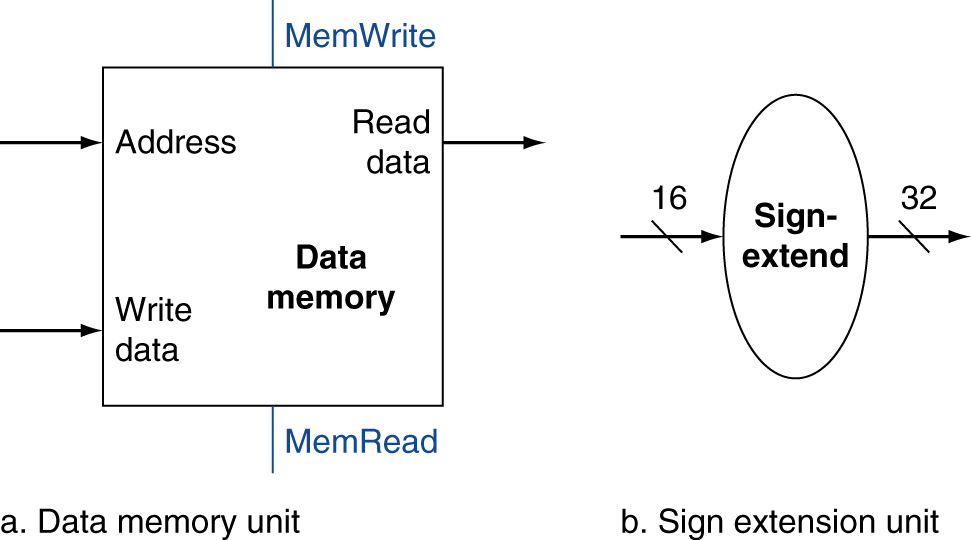 MemWrite
Address
Read
data
Data
memory
Write
data
MemRead
a. Data memory unit
16
Sign-
extend
32
b. Sign extension unit